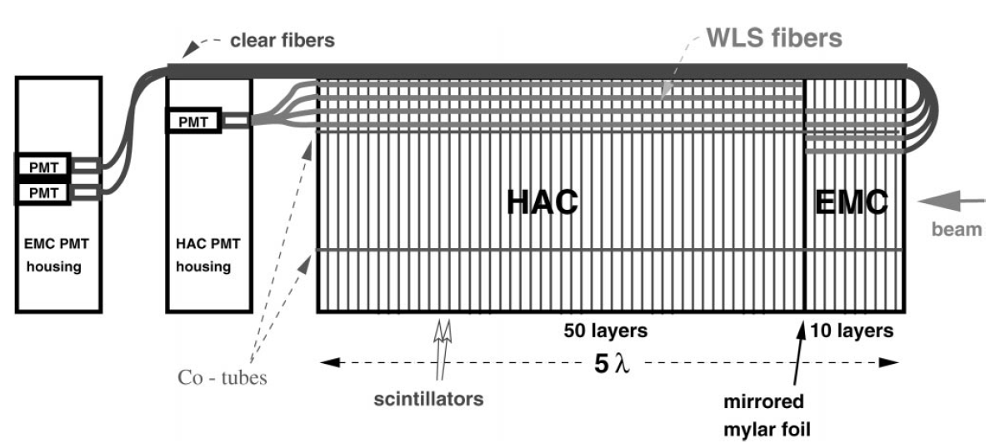 clear fibers
WLS fibers
PMT
PMT
PMT
HAC
EMC
beam
EMC PMT
housing
HAC PMT
housing
50 layers
10 layers
5 λ
Co - tubes
scintillators
mirrored
mylar foil